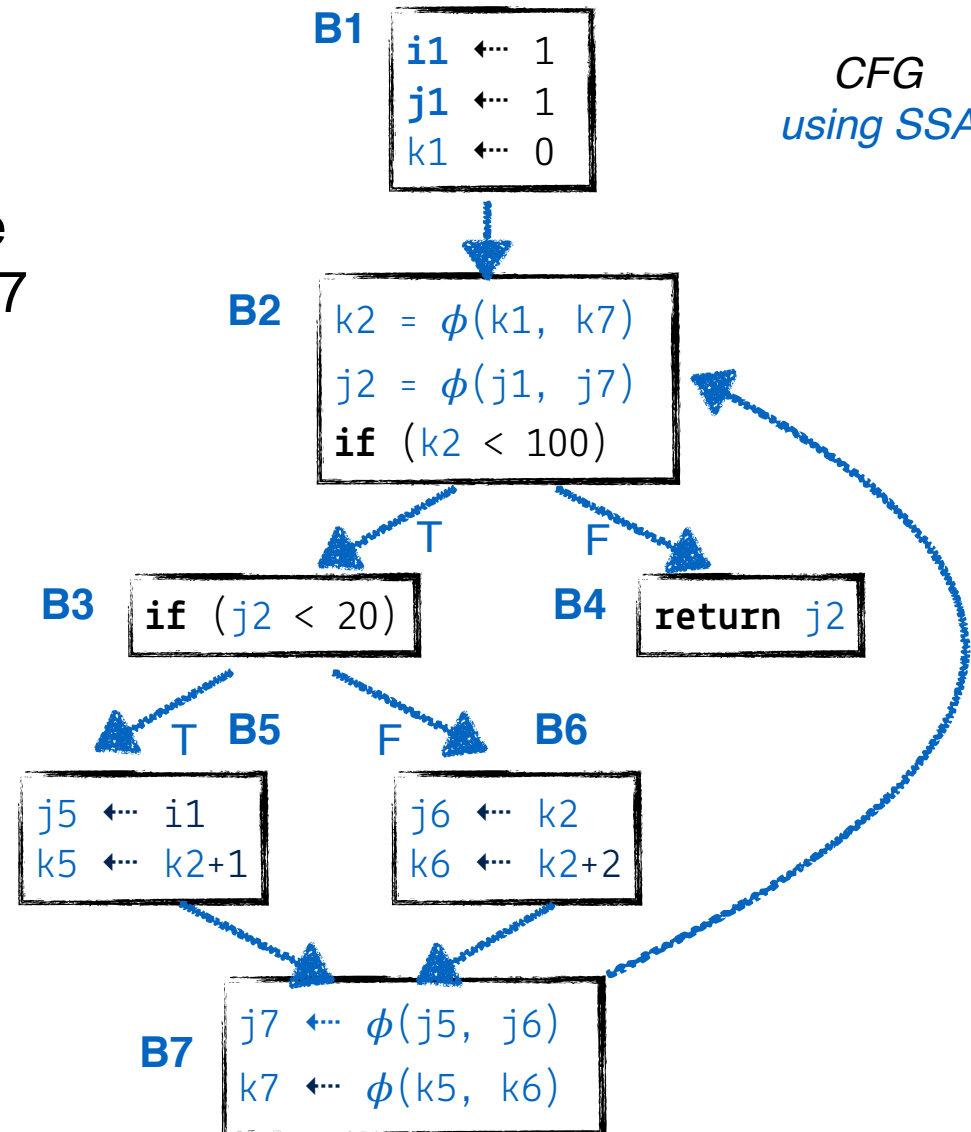 B1
i1 ⇠ 1
j1 ⇠ 1
k1 ⇠ 0
CFG
using SSA
e
7
B2
k2 = ϕ(k1, k7)
j2 = ϕ(j1, j7)
if (k2 < 100)
T
F
B3
if (j2 < 20)
B4
return j2
T
B5
F
B6
j5 ⇠ i1
k5 ⇠ k2+1
j6 ⇠ k2
k6 ⇠ k2+2
B7
j7 ⇠ ϕ(j5, j6)
k7 ⇠ ϕ(k5, k6)